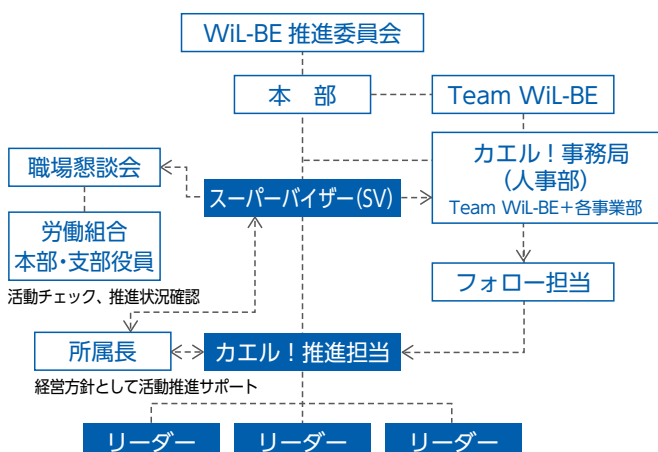 WiL-BE 推進委員会
本 部
Team WiL-BE
職場懇談会
スーパーバイザー(SV)
カエル！事務局
(人事部)
Team WiL-BE＋各事業部
労働組合
本部・支部役員
活動チェック、推進状況確認
フォロー担当
所属長
カエル！推進担当
経営方針として活動推進サポート
リーダー
リーダー
リーダー